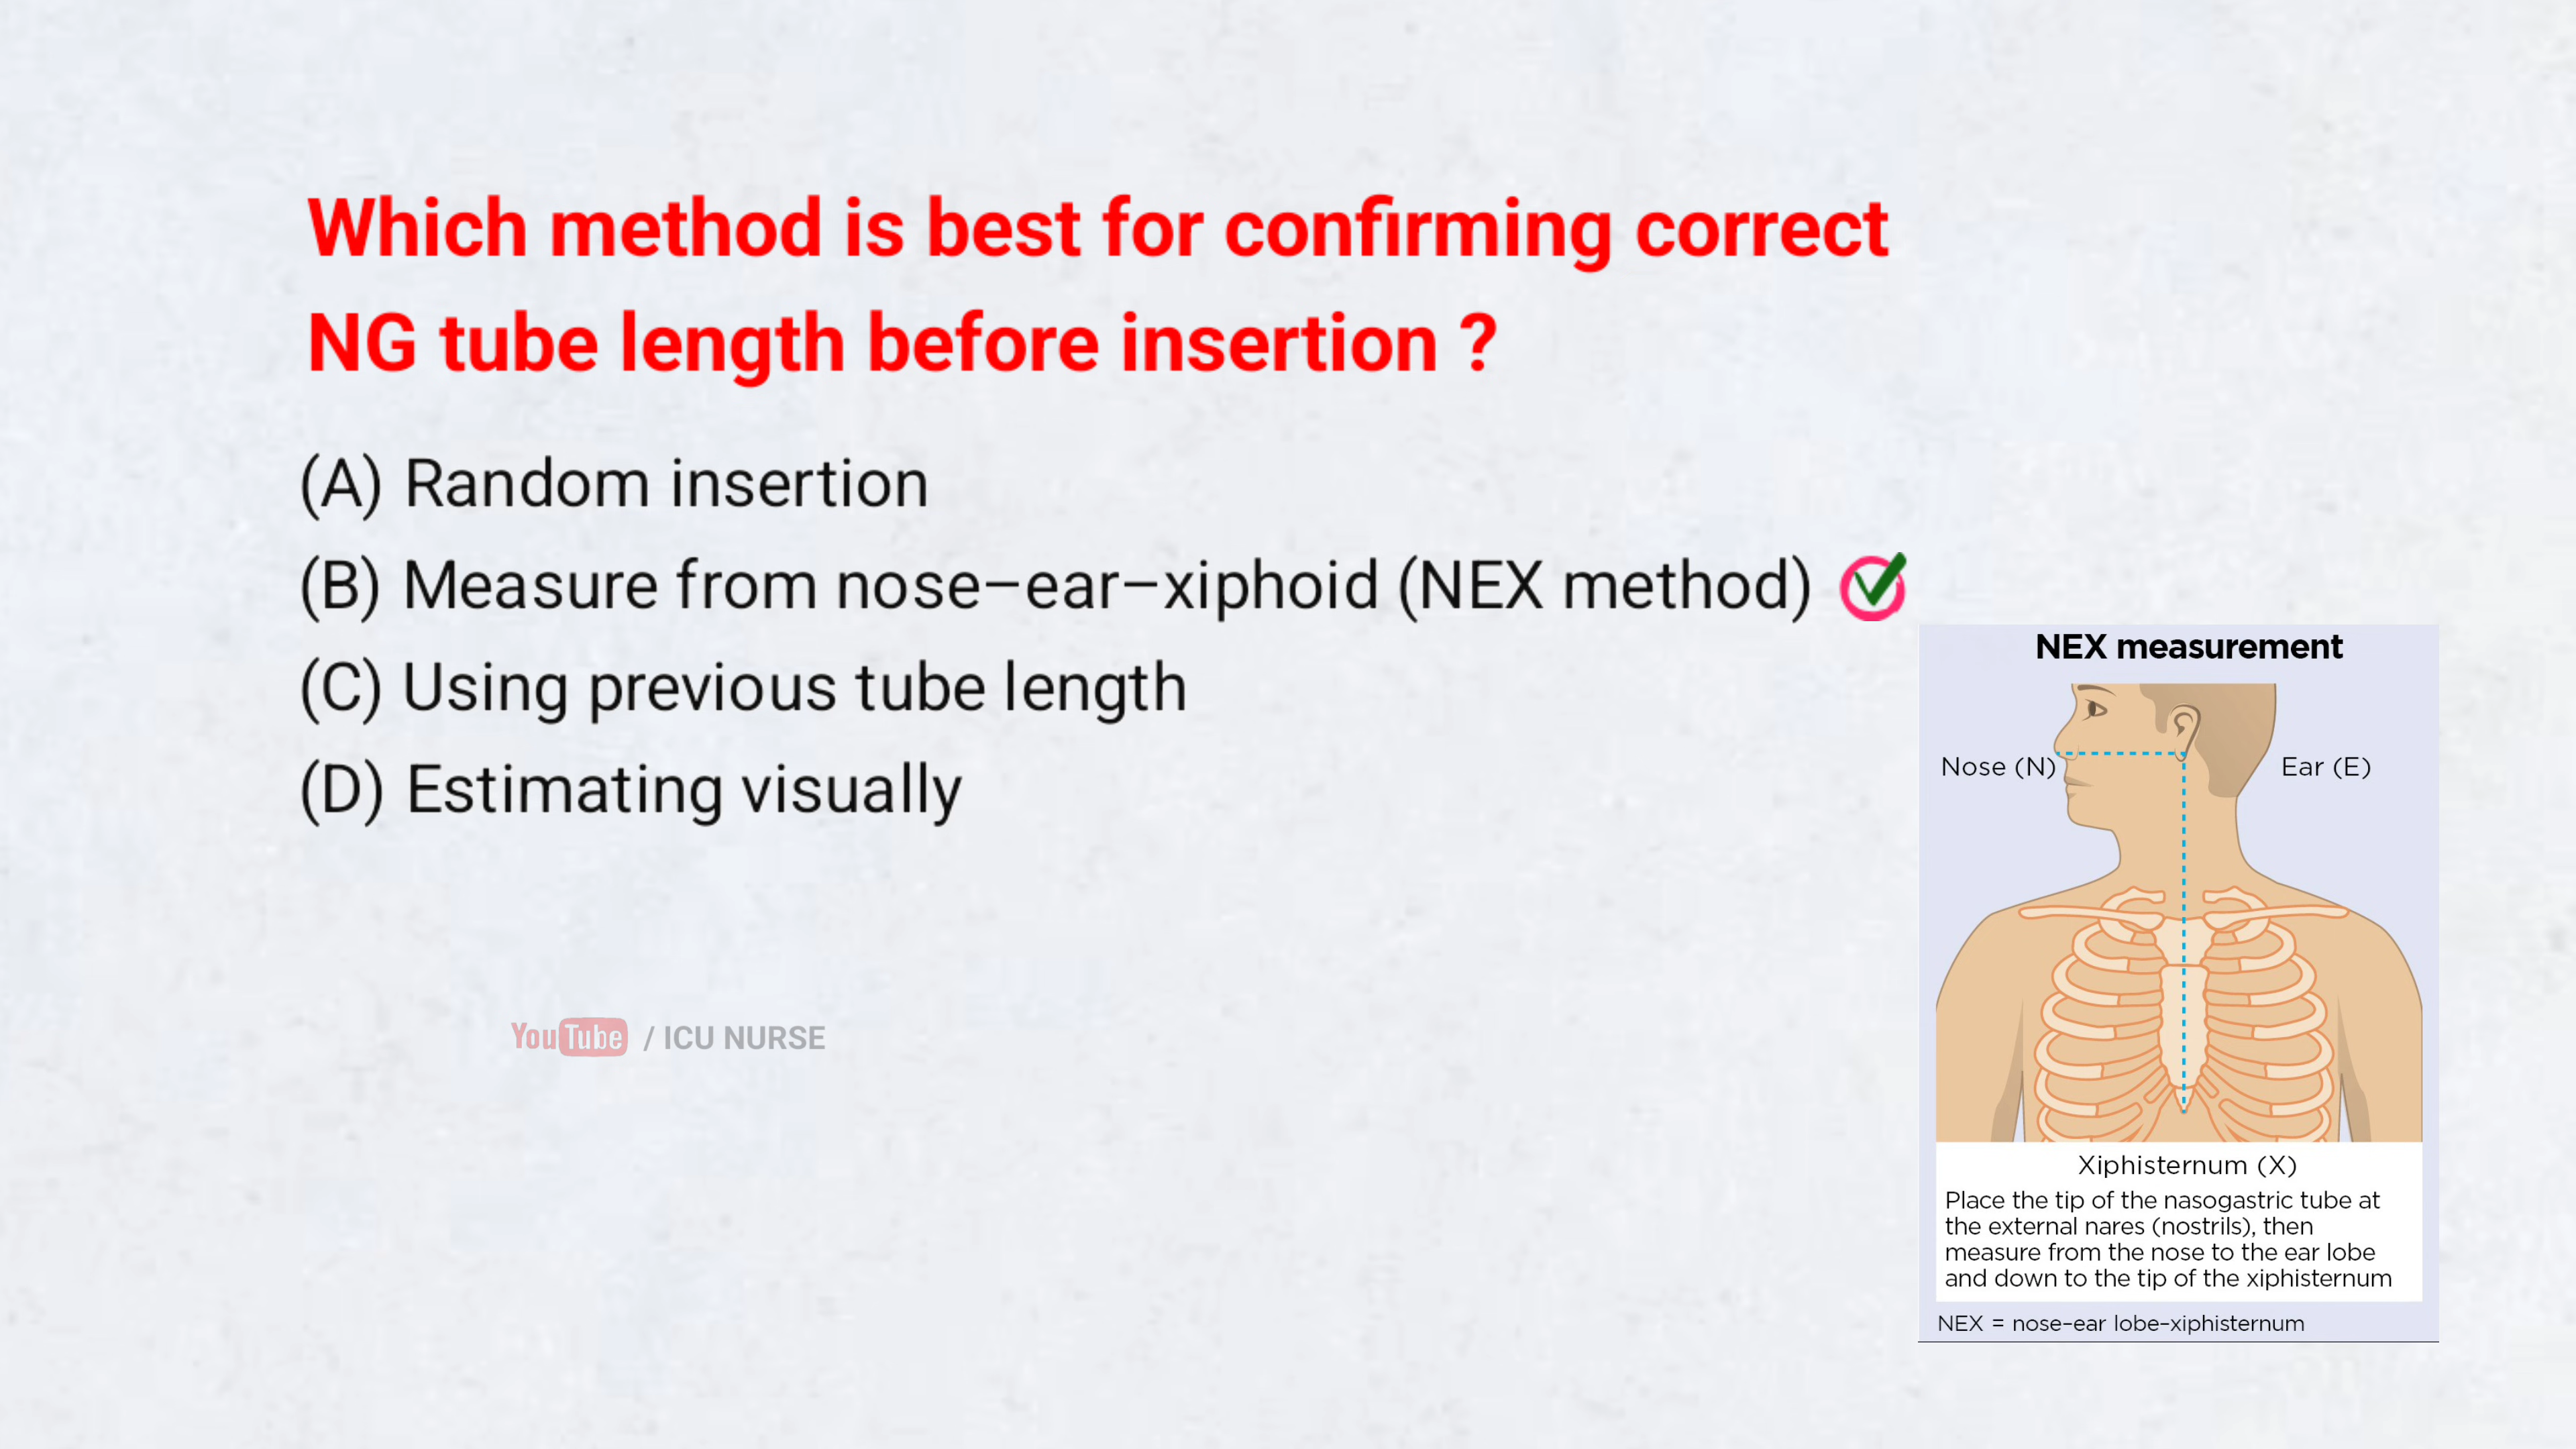 Which method is best for confirming correct
NG tube length before insertion ?
(A) Random insertion
(B) Measure from nose–ear–xiphoid (NEX method)
(C) Using previous tube length
(D) Estimating visually
NEX measurement
Nose (N)
Ear (E)
Xiphisternum (X)
Place the tip of the nasogastric tube at
the external nares (nostrils), then
measure from the nose to the ear lobe
and down to the tip of the xiphisternum
NEX = nose–ear lobe–xiphisternum
YouTube / ICU NURSE